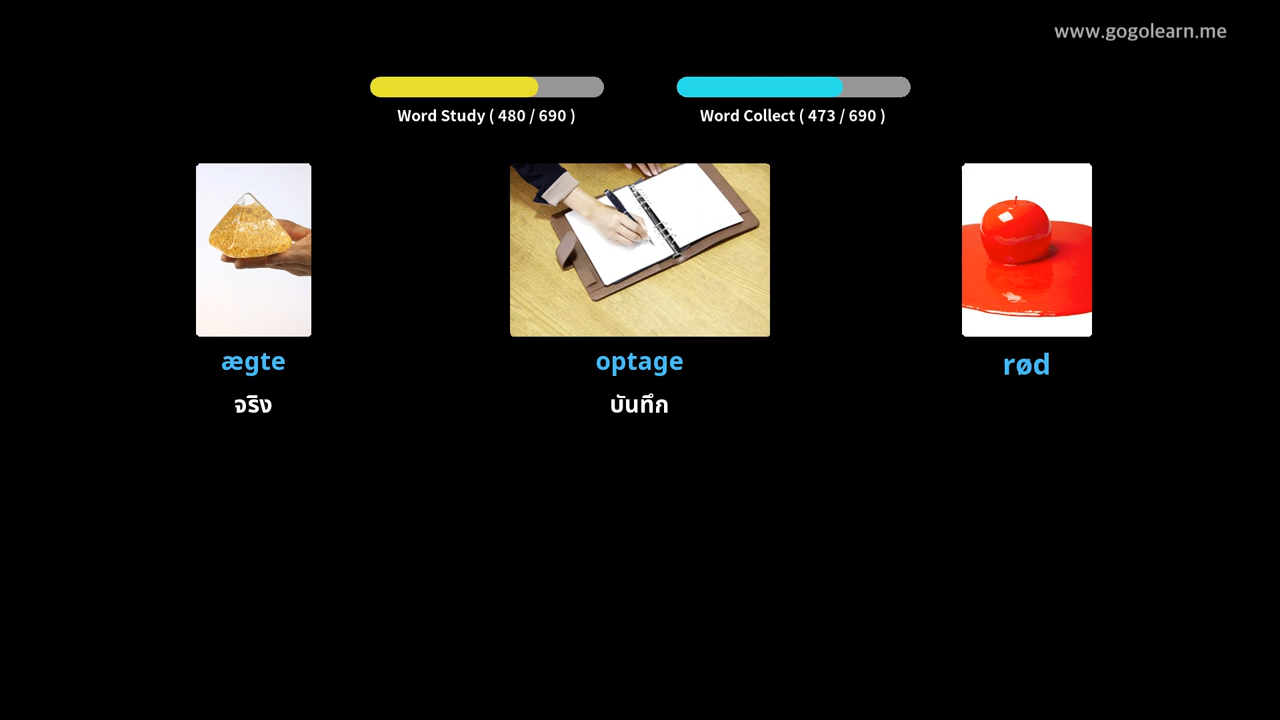 www.gogolearn.me
Word Study ( 480 / 690 )
Word Collect ( 473 / 690 )
ægte
optage
rød
จริง
บันทึก